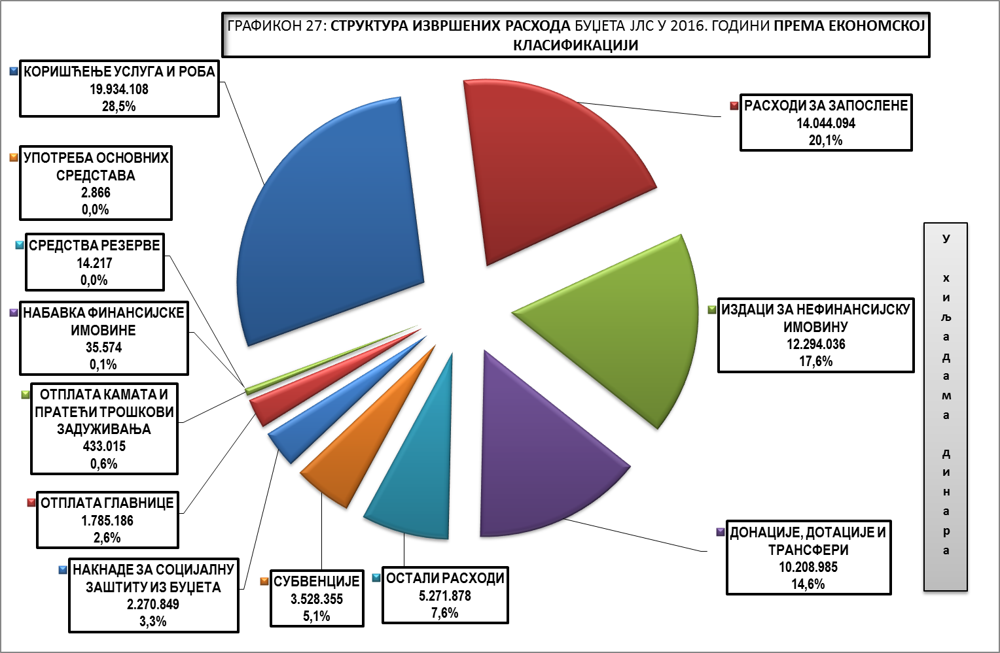 ГРАФИКОН 27: СТРУКТУРА ИЗВРШЕНИХ РАСХОДА БУЏЕТА ЈЛС У 2016. ГОДИНИ ПРЕМА ЕКОНОМСКОЈ
КЛАСИФИКАЦИЈИ
КОРИШЋЕЊЕ УСЛУГА И РОБА
19.934.108
28,5%
РАСХОДИ ЗА ЗАПОСЛЕНЕ
14.044.094
20,1%
УПОТРЕБА ОСНОВНИХ
СРЕДСТАВА
2.866
0,0%
СРЕДСТВА РЕЗЕРВЕ
14.217
0,0%
НАБАВКА ФИНАНСИЈСКЕ
ИМОВИНЕ
35.574
0,1%
ИЗДАЦИ ЗА НЕФИНАНСИЈСКУ
ИМОВИНУ
12.294.036
17,6%
У хиљадама динара
ОТПЛАТА КАМАТА И
ПРАТЕЋИ ТРОШКОВИ
ЗАДУЖИВАЊА
433.015
0,6%
ОТПЛАТА ГЛАВНИЦЕ
1.785.186
2,6%
НАКНАДЕ ЗА СОЦИЈАЛНУ
ЗАШТИТУ ИЗ БУЏЕТА
2.270.849
3,3%
СУБВЕНЦИЈЕ
3.528.355
5,1%
ОСТАЛИ РАСХОДИ
5.271.878
7,6%
ДОНАЦИЈЕ, ДОТАЦИЈЕ И
ТРАНСФЕРИ
10.208.985
14,6%